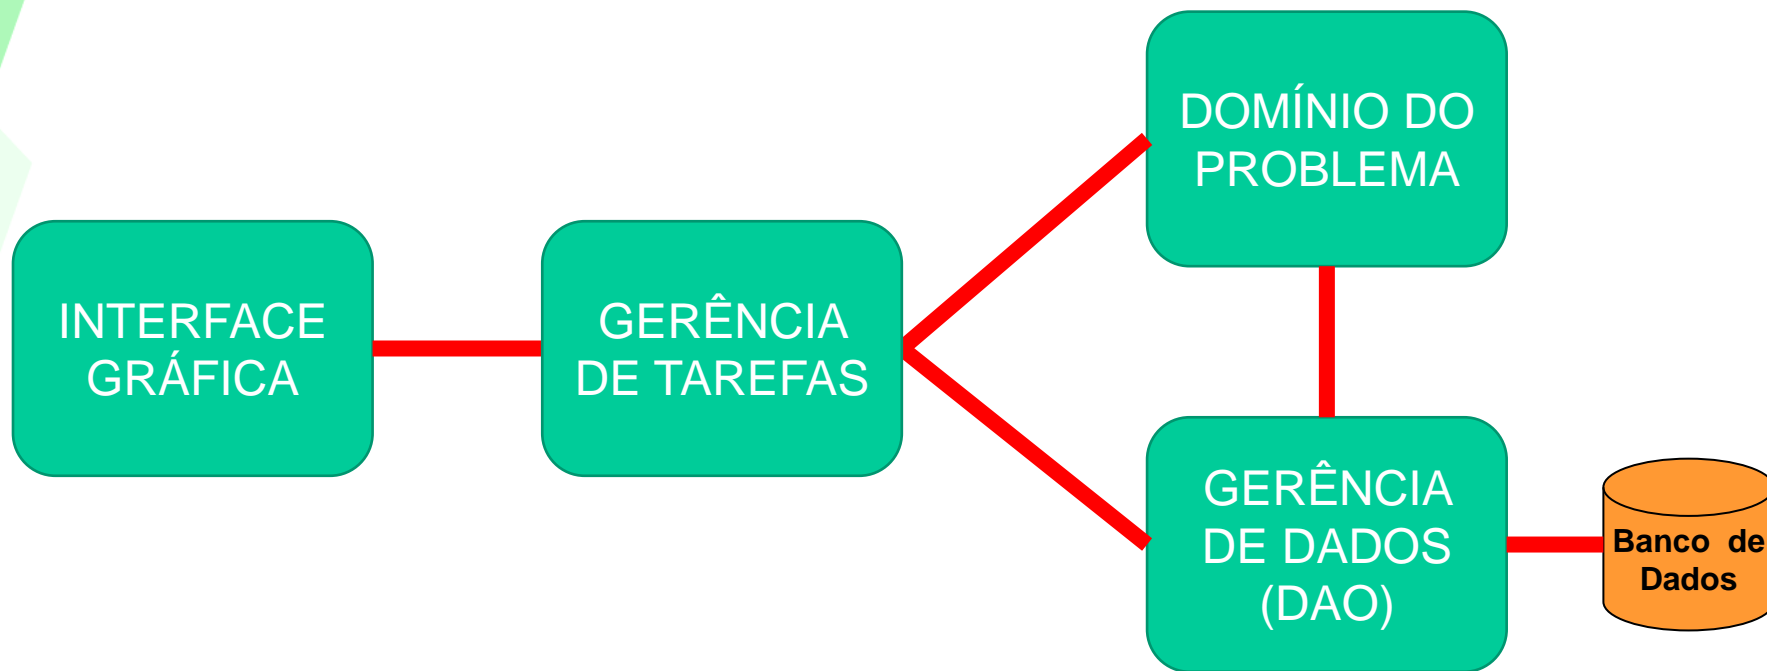 INTERFACE
GRÁFICA
GERÊNCIA
DE TAREFAS
DOMÍNIO DO
PROBLEMA
GERÊNCIA
DE DADOS
(DAO)
Banco de
Dados